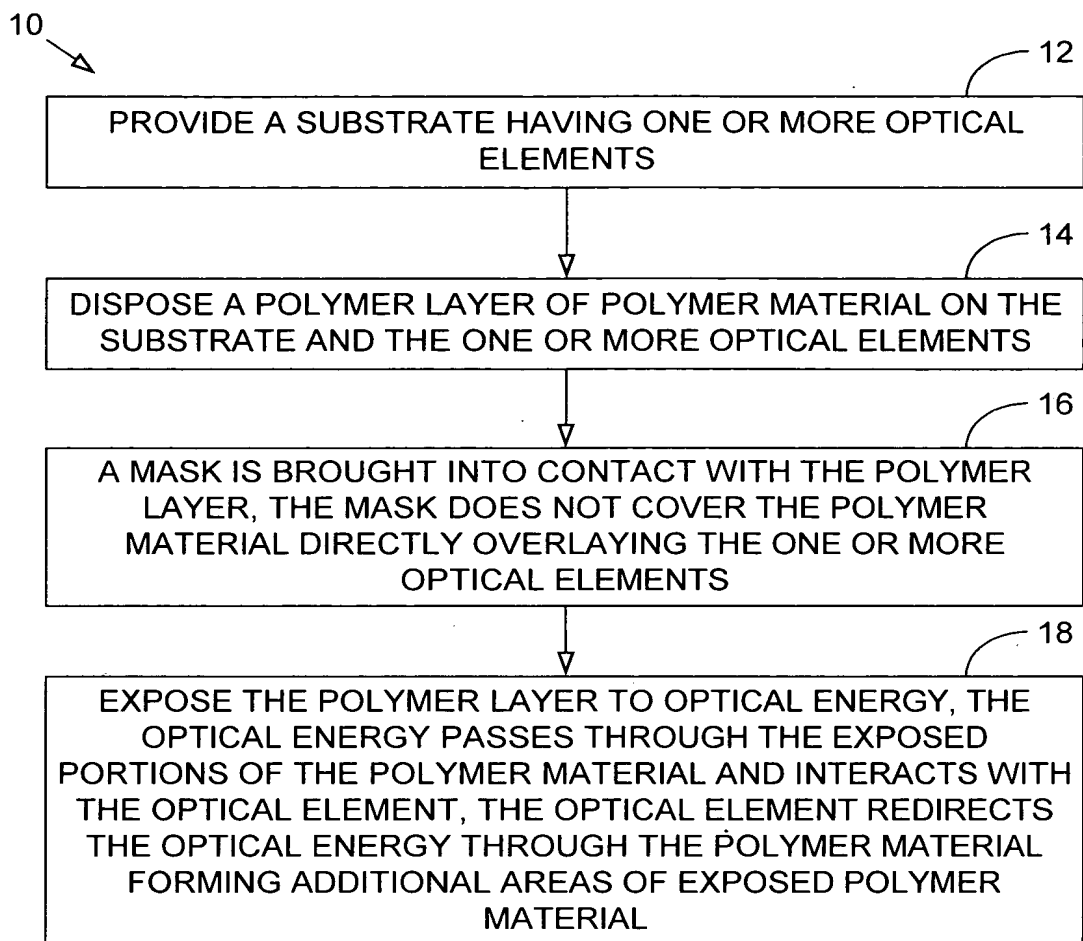 10
12
PROVIDE A SUBSTRATE HAVING ONE OR MORE OPTICAL
ELEMENTS
14
DISPOSE A POLYMER LAYER OF POLYMER MATERIAL ON THE
SUBSTRATE AND THE ONE OR MORE OPTICAL ELEMENTS
16
A MASK IS BROUGHT INTO CONTACT WITH THE POLYMER
LAYER, THE MASK DOES NOT COVER THE POLYMER
MATERIAL DIRECTLY OVERLAYING THE ONE OR MORE
OPTICAL ELEMENTS
18
EXPOSE THE POLYMER LAYER TO OPTICAL ENERGY, THE
OPTICAL ENERGY PASSES THROUGH THE EXPOSED
PORTIONS OF THE POLYMER MATERIAL AND INTERACTS WITH
THE OPTICAL ELEMENT, THE OPTICAL ELEMENT REDIRECTS
THE OPTICAL ENERGY THROUGH THE POLYMER MATERIAL
FORMING ADDITIONAL AREAS OF EXPOSED POLYMER
MATERIAL